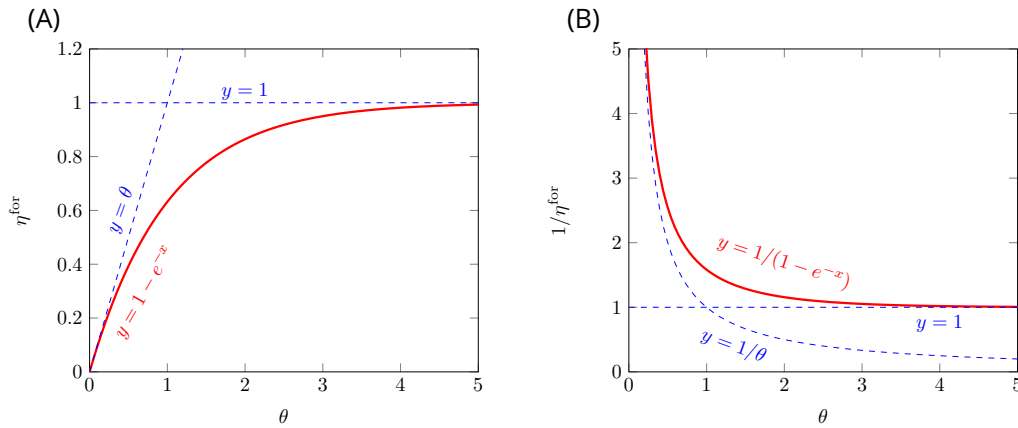 (A)
1.2
1
0.8
0.6
0.4
0.2
0
0 1 2 3 4 5
θ
η^for
y = 1
y = θ
y = 1 − e^−x
(B)
5
4
3
2
1
0
0 1 2 3 4 5
θ
1/η^for
y = 1/(1 − e^−x)
y = 1
y = 1/θ